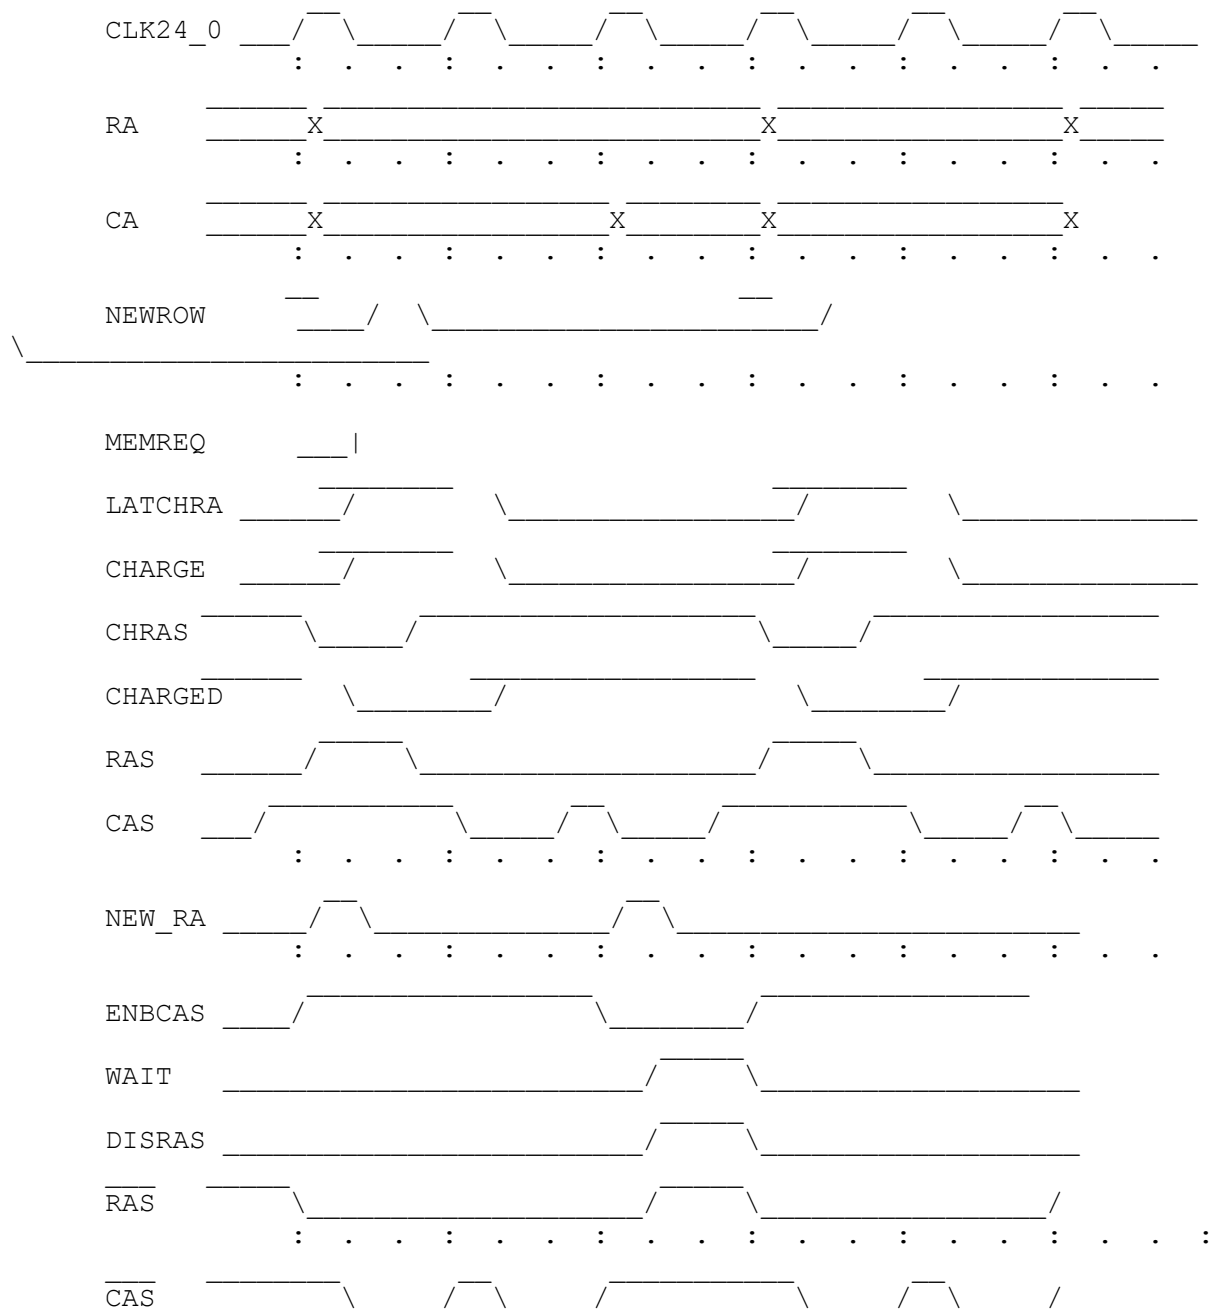 CLK24_0
RA
CA
NEWROW
MEMREQ
LATCHRA
CHARGE
CHRAS
CHARGED
RAS
CAS
NEW_RA
ENBCAS
WAIT
DISRAS
RAS
CAS